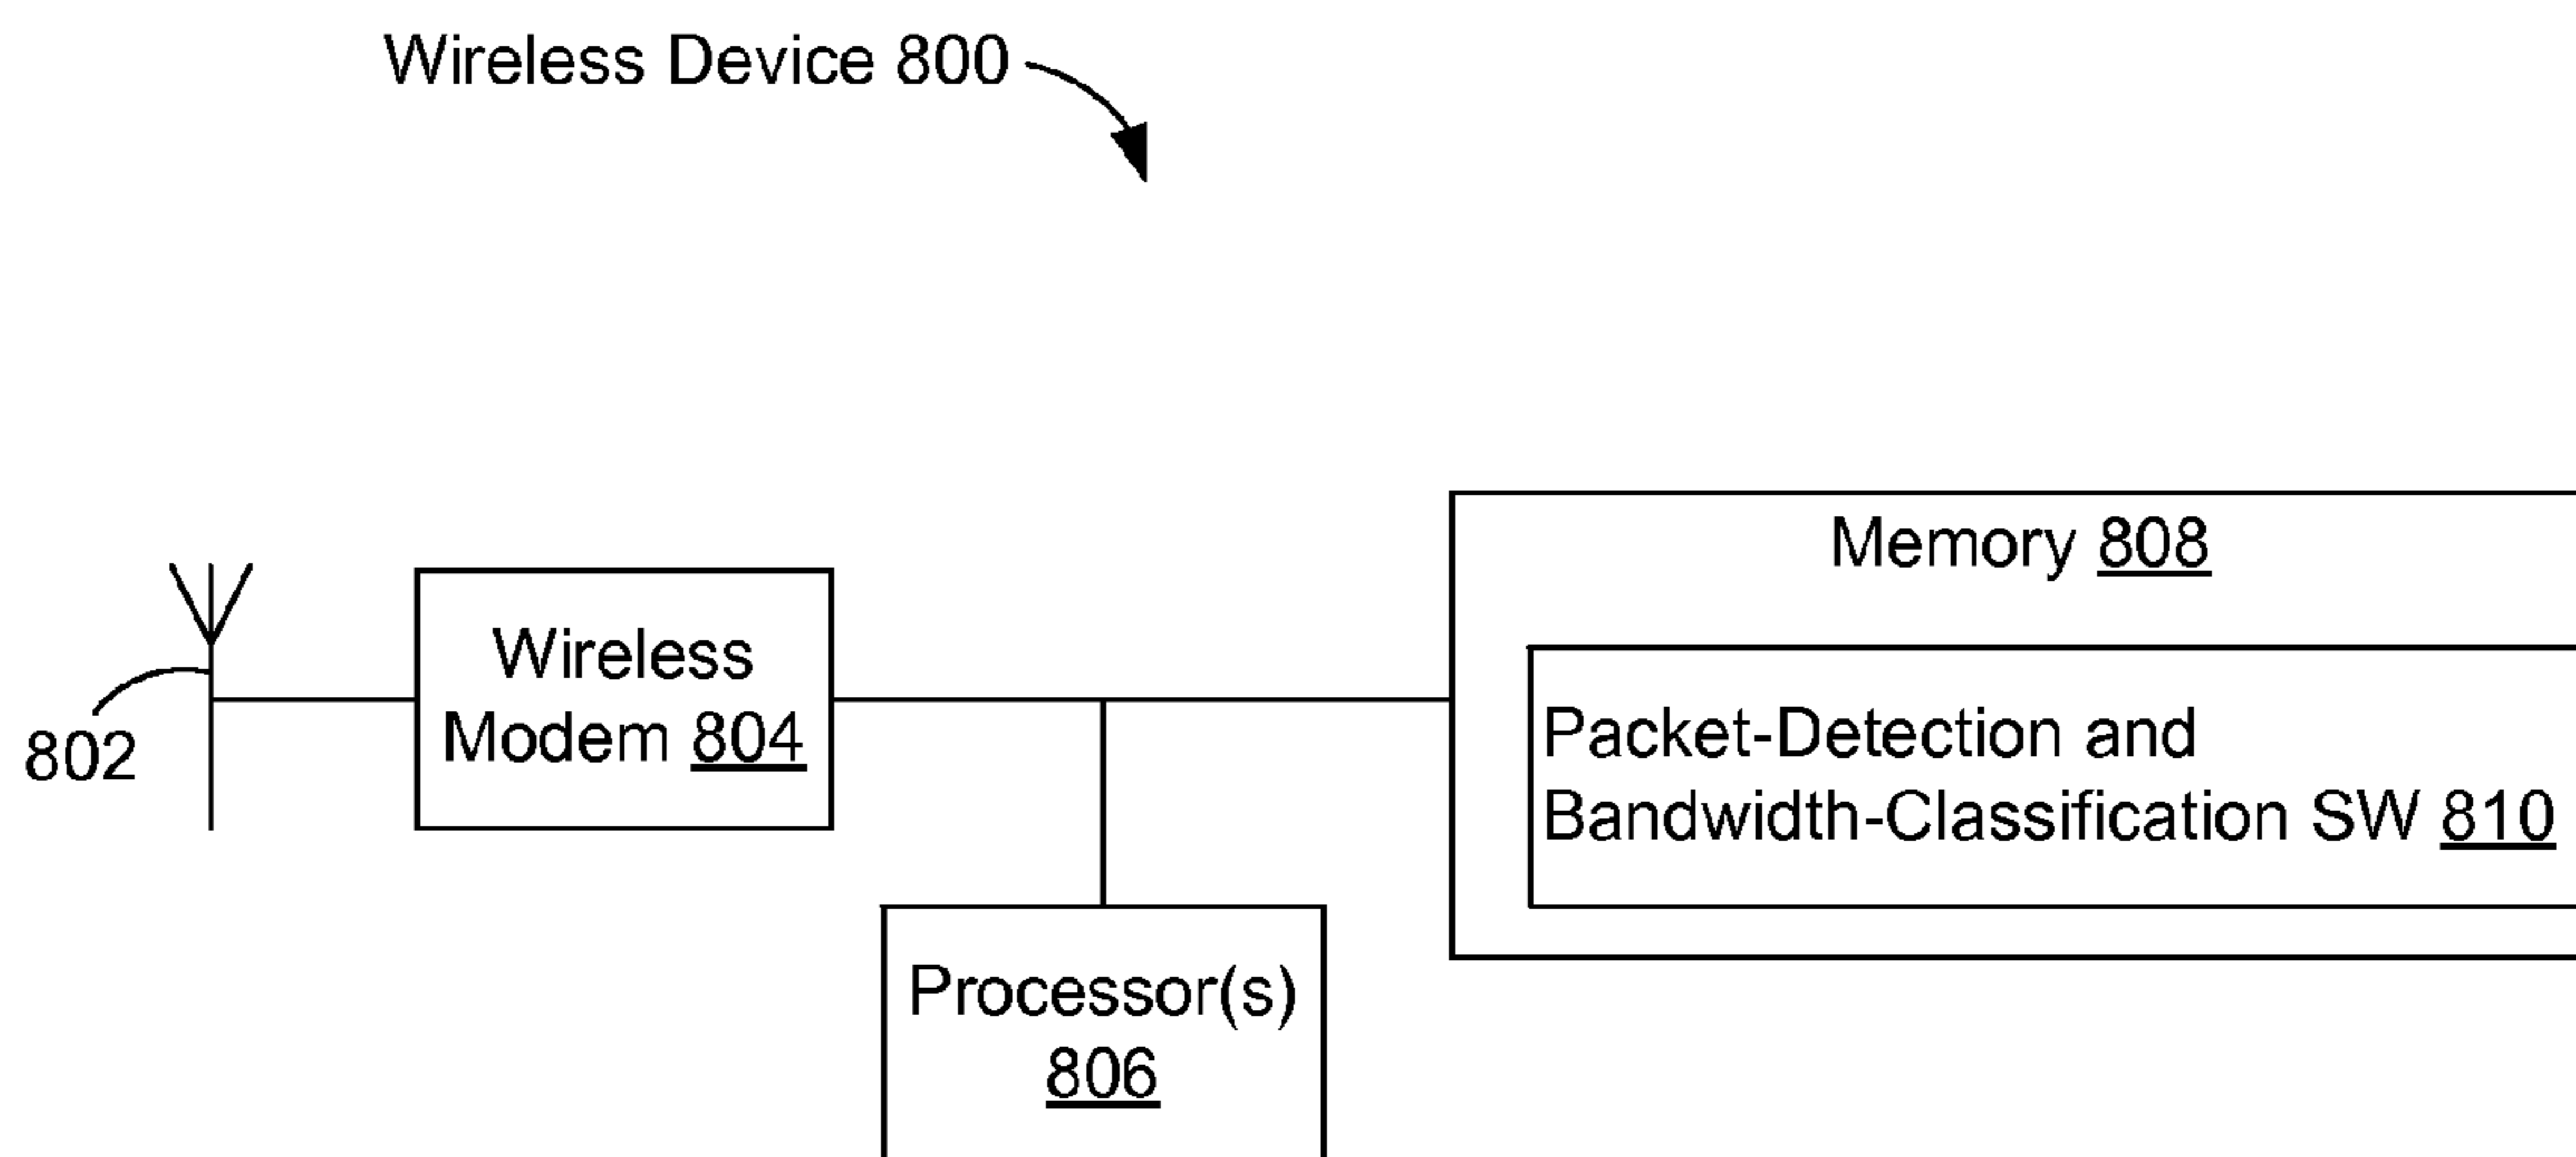 Wireless Device 800
Memory 808
Wireless
Modem 804
802
Packet-Detection and
Bandwidth-Classification SW 810
Processor(s)
806